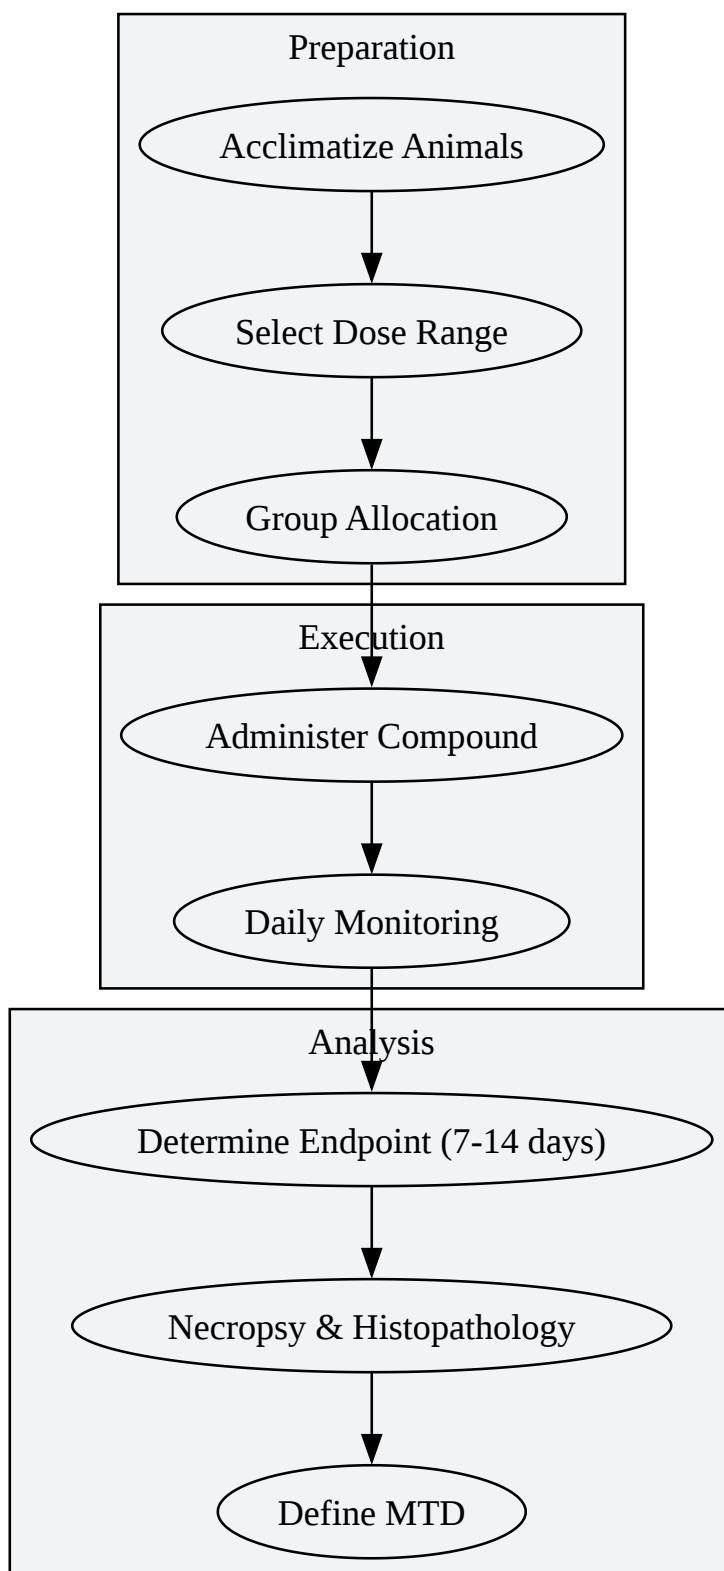 Preparation
Acclimatize Animals
Select Dose Range
Group Allocation
Execution
Administer Compound
Daily Monitoring
Analysis
Determine Endpoint (7-14 days)
Necropsy & Histopathology
Define MTD